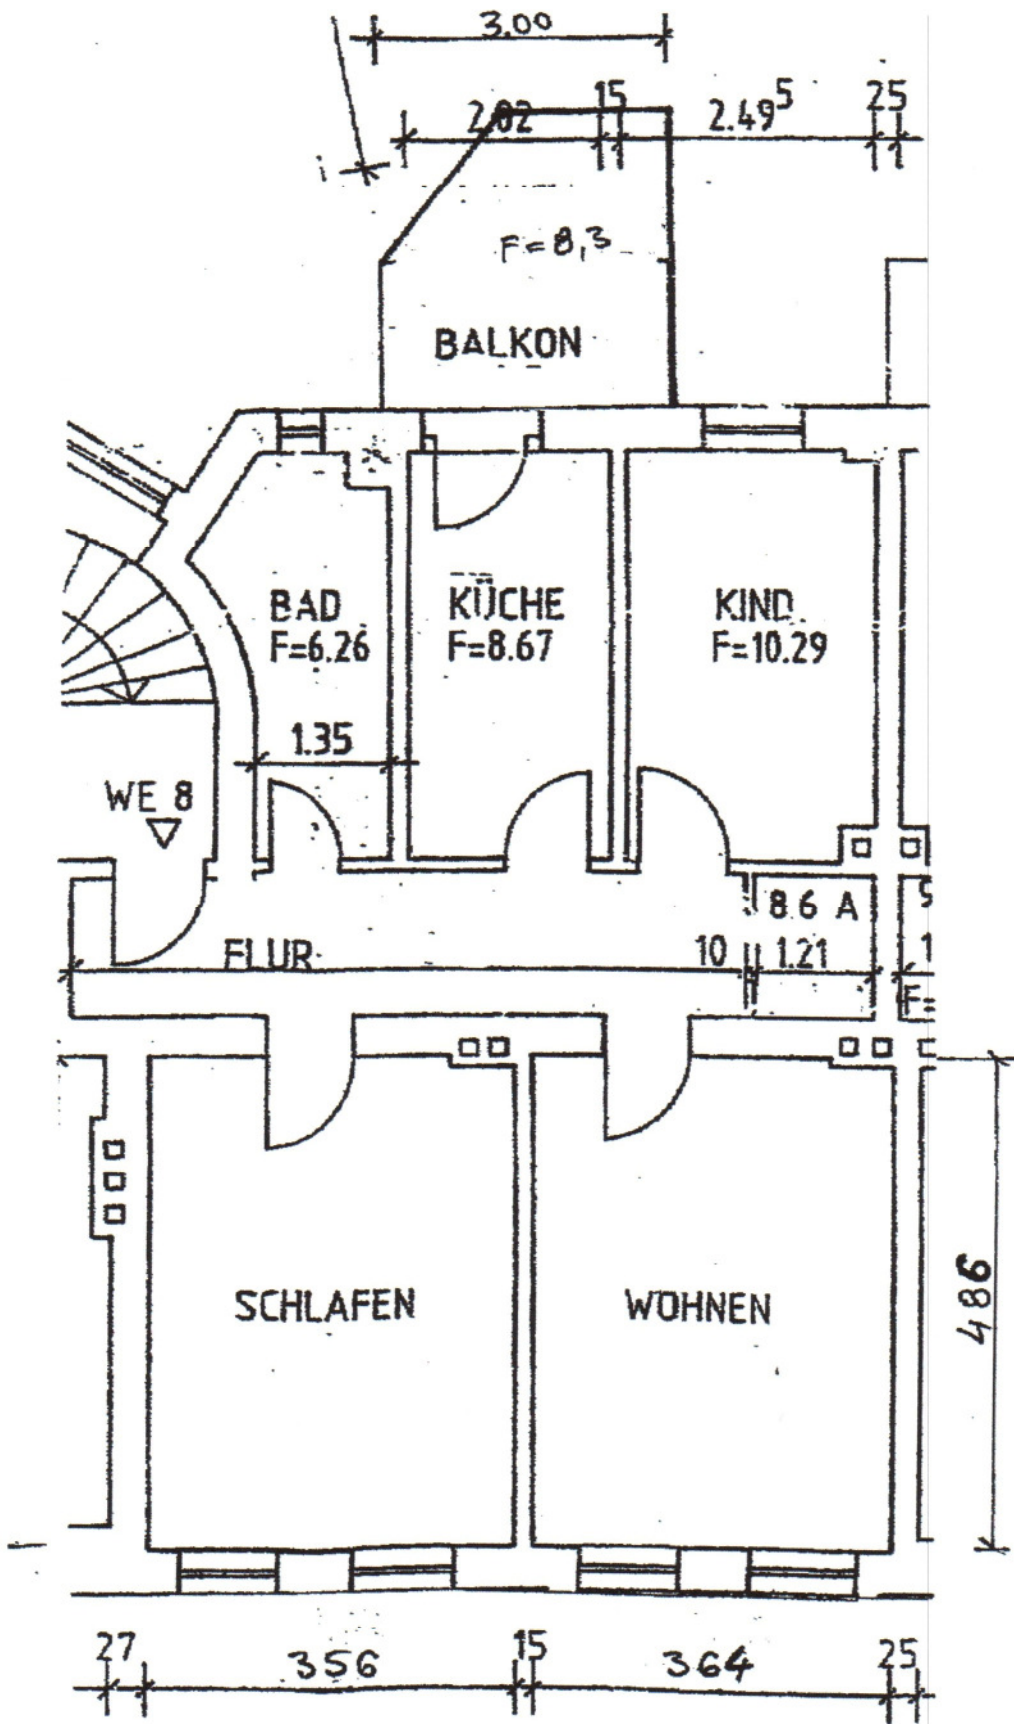 3.00
2.02
15
2.49⁵
25
i
F=8,3
BALKON
BAD
F=6.26
KÜCHE
F=8.67
KIND.
F=10.29
1.35
WE 8
8.6 A
FLUR
10
1.21
1
F=
SCHLAFEN
WOHNEN
486
27
356
15
364
25